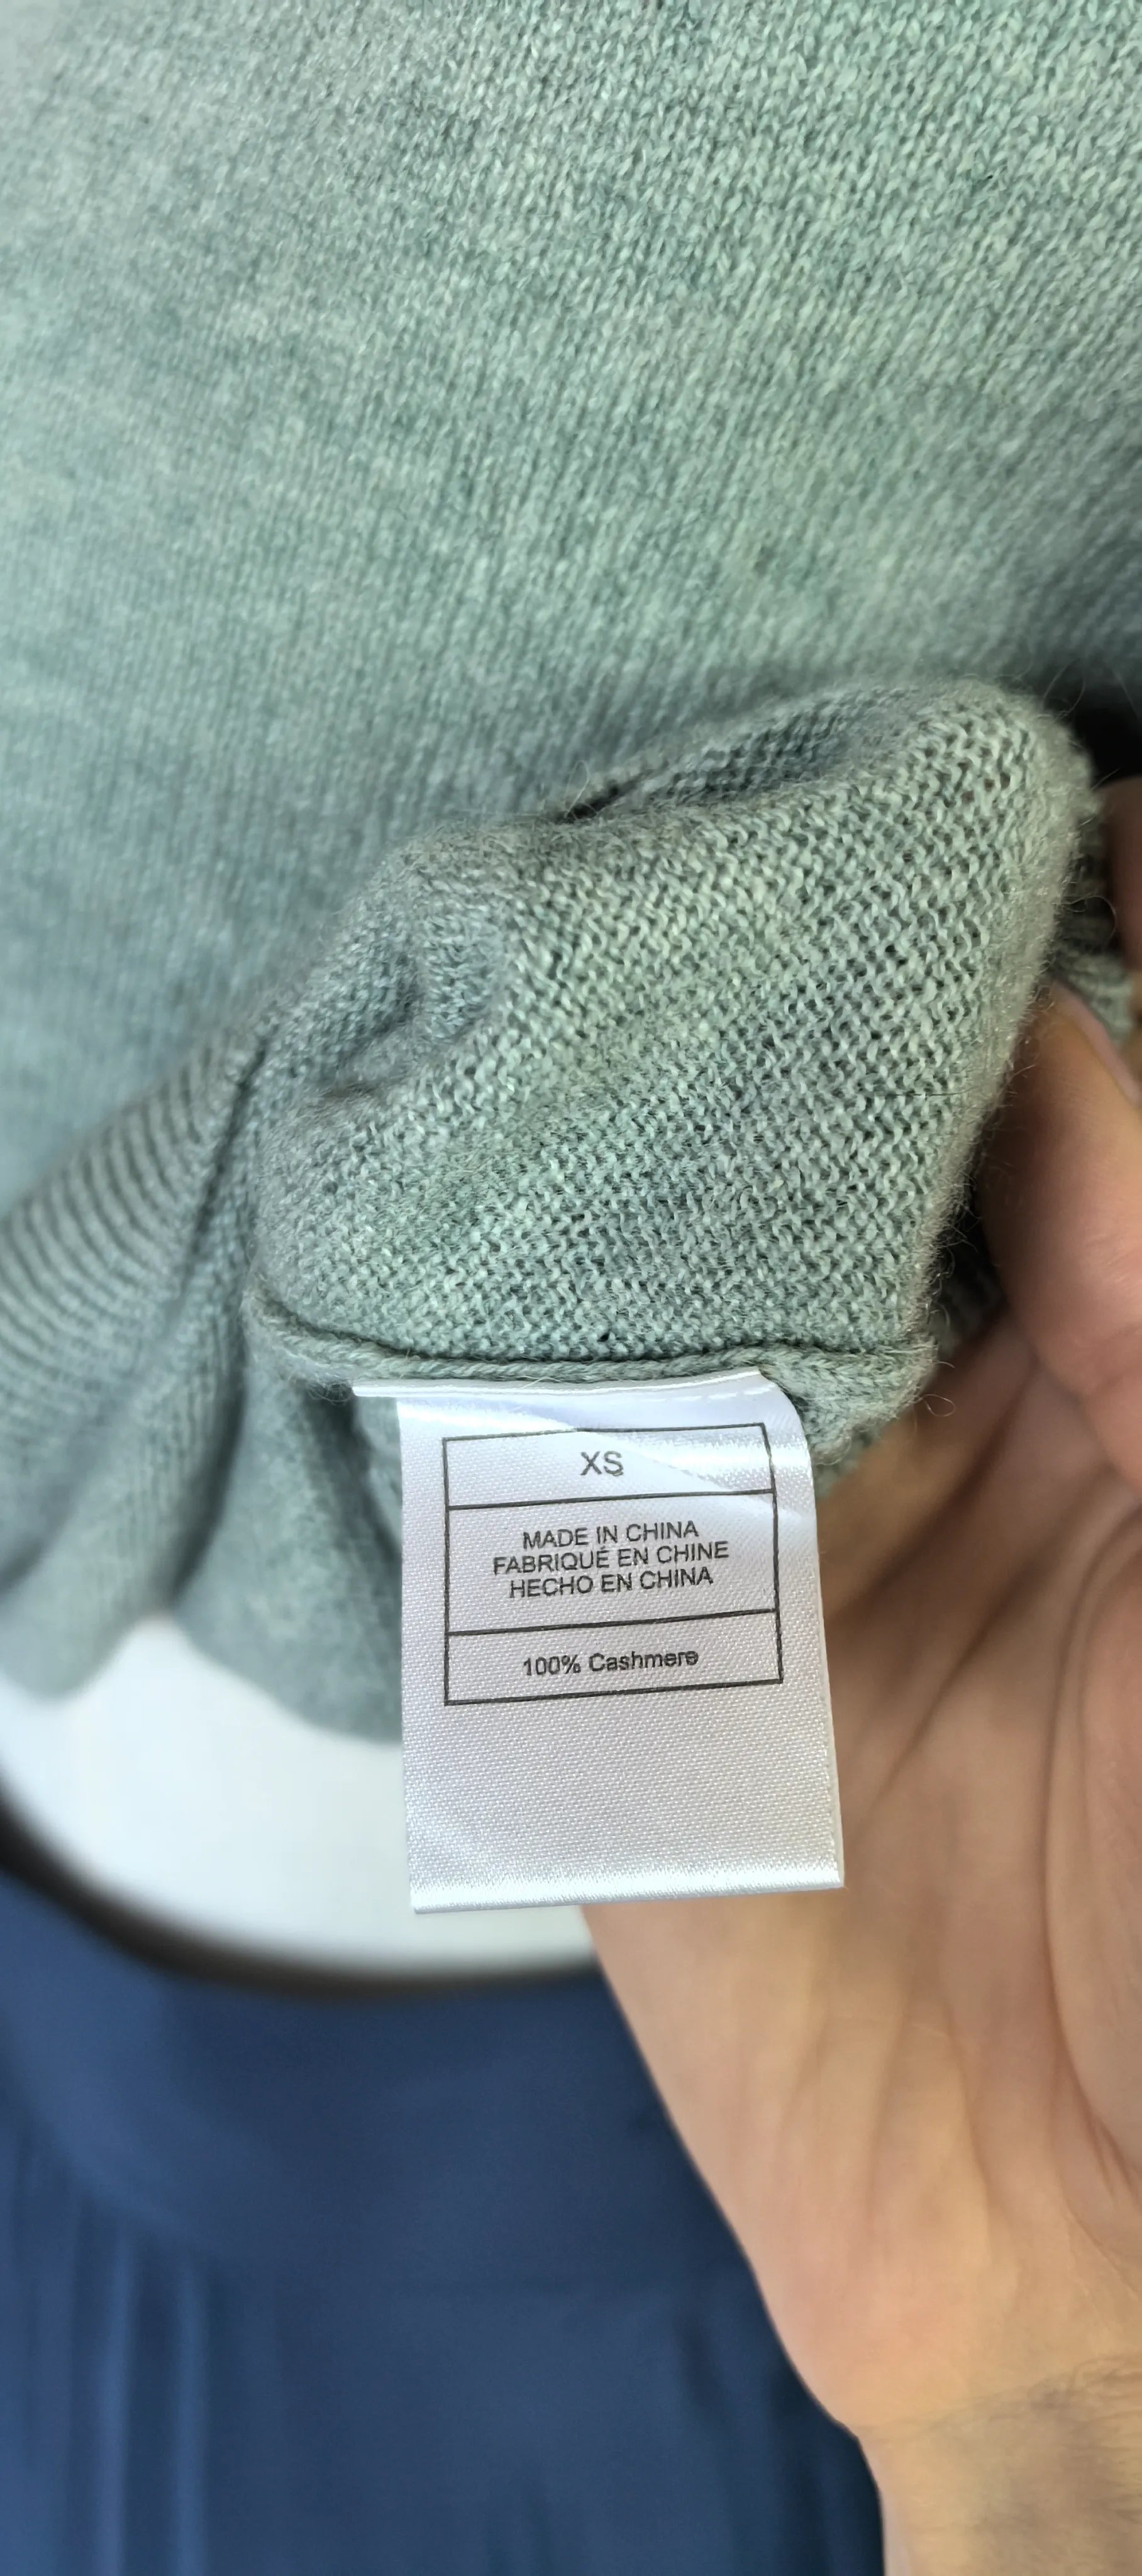 XS
MADE IN CHINA
FABRIQUÉ EN CHINE
HECHO EN CHINA
100% Cashmere